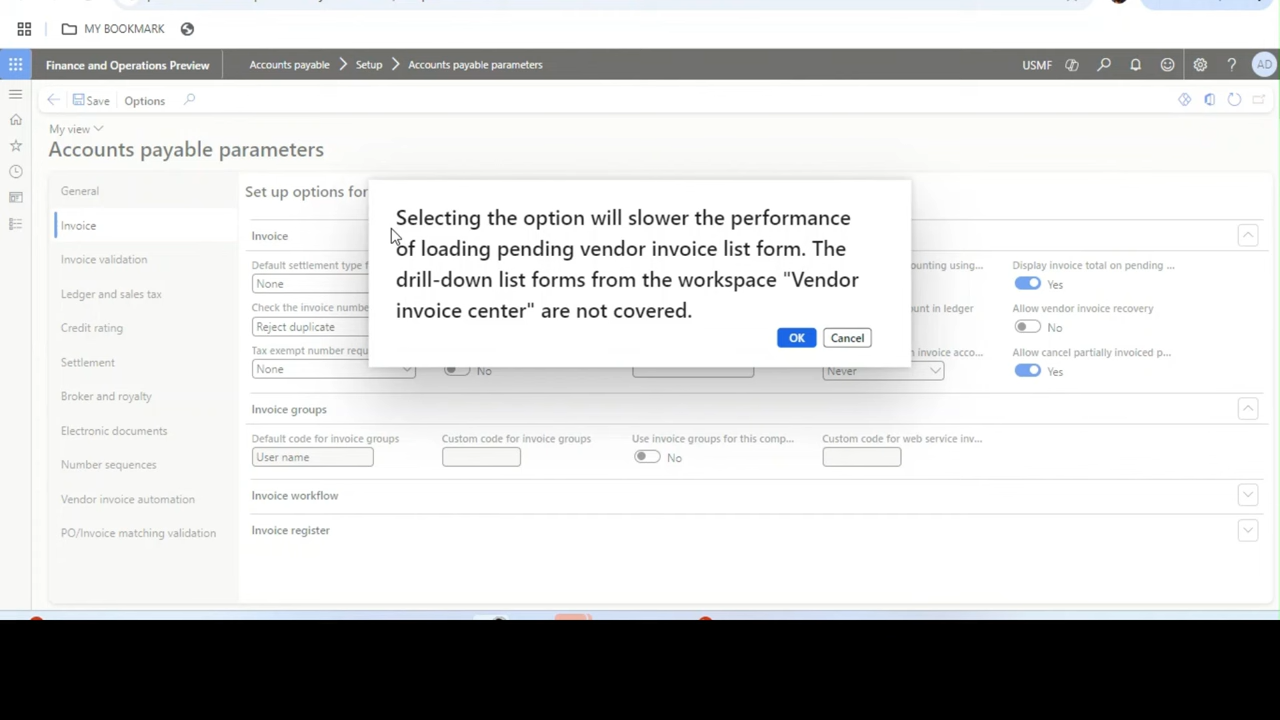 MY BOOKMARK
Finance and Operations Preview
Accounts payable
Setup
Accounts payable parameters
USMF
AD
Save
Options
My view
Accounts payable parameters
General
Invoice
Invoice validation
Ledger and sales tax
Credit rating
Settlement
Broker and royalty
Electronic documents
Number sequences
Vendor invoice automation
PO/Invoice matching validation
Set up options for
Selecting the option will slower the performance
of loading pending vendor invoice list form. The
drill-down list forms from the workspace "Vendor
invoice center" are not covered.
OK
Cancel
Invoice
Default settlement type f
None
Check the invoice numbe
Reject duplicate
Tax exempt number requ
None
No
ounting using...
unt in ledger
n invoice acco...
Never
Display invoice total on pending ...
Yes
Allow vendor invoice recovery
No
Allow cancel partially invoiced p...
Yes
Invoice groups
Default code for invoice groups
User name
Custom code for invoice groups
Use invoice groups for this comp...
No
Custom code for web service inv...
Invoice workflow
Invoice register